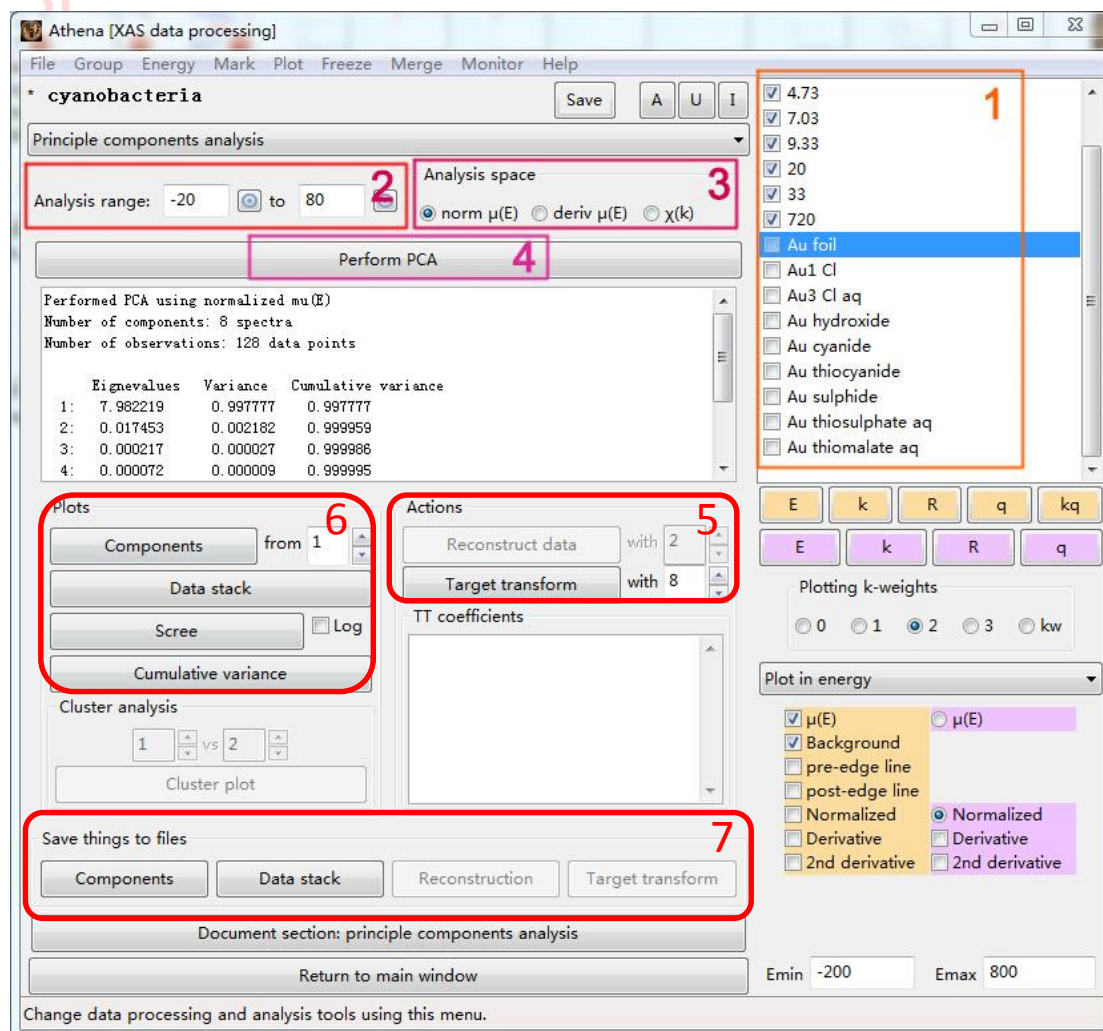 Athena [XAS data processing]
File Group Energy Mark Plot Freeze Merge Monitor Help
* cyanobacteria
Save A U I
Principle components analysis
Analysis range: -20 to 80
2
Analysis space
3
norm μ(E) deriv μ(E) χ(k)
Perform PCA
4
Performed PCA using normalized mu(E)
Number of components: 8 spectra
Number of observations: 128 data points
Eignevalues Variance Cumulative variance
1: 7.982219 0.997777 0.997777
2: 0.017453 0.002182 0.999959
3: 0.000217 0.000027 0.999986
4: 0.000072 0.000009 0.999995
Plots
6
Components from 1
Data stack
Scree Log
Cumulative variance
Cluster analysis
1 vs 2
Cluster plot
Actions
5
Reconstruct data with 2
Target transform with 8
TT coefficients
Save things to files
7
Components Data stack Reconstruction Target transform
Document section: principle components analysis
Return to main window
Change data processing and analysis tools using this menu.
1
4.73
7.03
9.33
20
33
720
Au foil
Au1 Cl
Au3 Cl aq
Au hydroxide
Au cyanide
Au thiocyanide
Au sulphide
Au thiosulphate aq
Au thiomalate aq
E k R q kq
E k R q
Plotting k-weights
0 1 2 3 kw
Plot in energy
μ(E) μ(E)
Background
pre-edge line
post-edge line
Normalized Normalized
Derivative Derivative
2nd derivative 2nd derivative
Emin -200 Emax 800